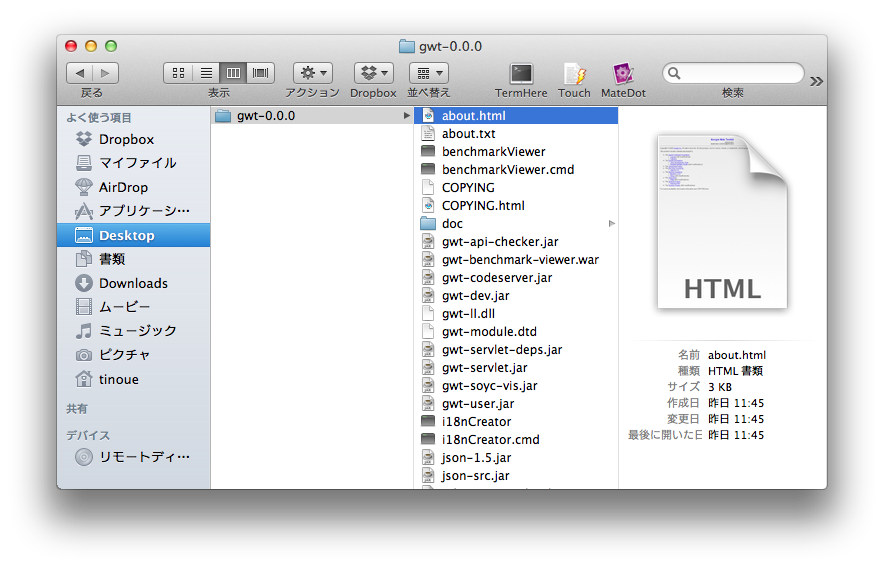 gwt-0.0.0
戻る
表示
アクション
Dropbox
並べ替え
TermHere
Touch
MateDot
検索
よく使う項目
Dropbox
マイファイル
AirDrop
アプリケーシ…
Desktop
書類
Downloads
ムービー
ミュージック
ピクチャ
tinoue
共有
デバイス
リモートディ…
gwt-0.0.0
about.html
about.txt
benchmarkViewer
benchmarkViewer.cmd
COPYING
COPYING.html
doc
gwt-api-checker.jar
gwt-benchmark-viewer.war
gwt-codeserver.jar
gwt-dev.jar
gwt-ll.dll
gwt-module.dtd
gwt-servlet-deps.jar
gwt-servlet.jar
gwt-soyc-vis.jar
gwt-user.jar
i18nCreator
i18nCreator.cmd
json-1.5.jar
json-src.jar
HTML
名前 about.html
種類 HTML 書類
サイズ 3 KB
作成日 昨日 11:45
変更日 昨日 11:45
最後に開いた日 昨日 11:45